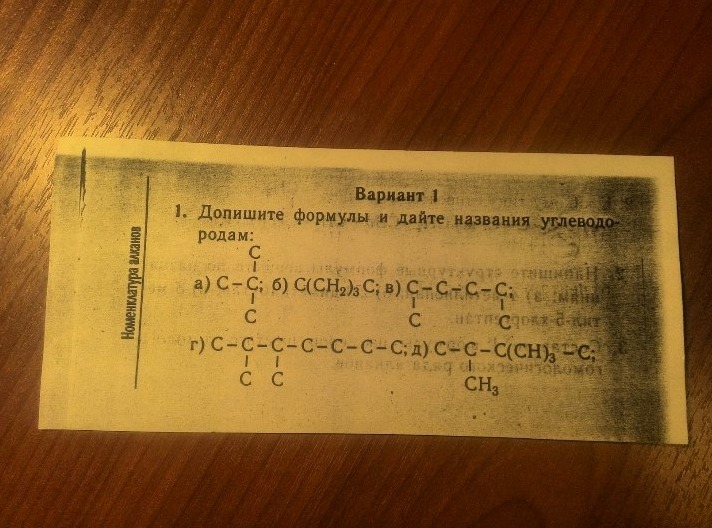 Номенклатура алканов
Вариант 1
1. Допишите формулы и дайте названия углеводо-
родам:
C
а) C–C; б) C(CH₂)₃C; в) C–C–C–C;
C C C
г) C–C–C–C–C–C–C; д) C–C–C(CH)₃–C;
C C CH₃